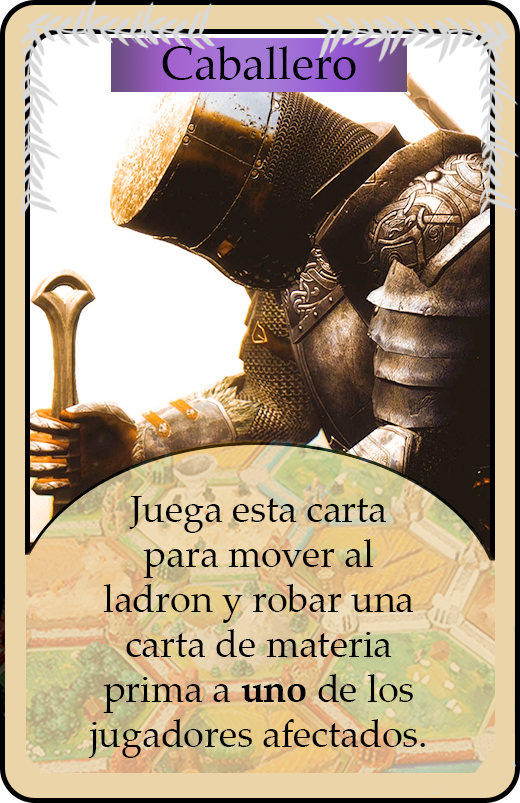 Caballero
Juega esta carta
para mover al
ladron y robar una
carta de materia
prima a uno de los
jugadores afectados.